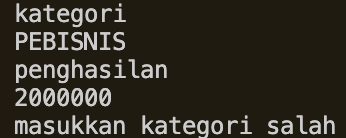 kategori
PEBISNIS
penghasilan
2000000
masukkan kategori salah